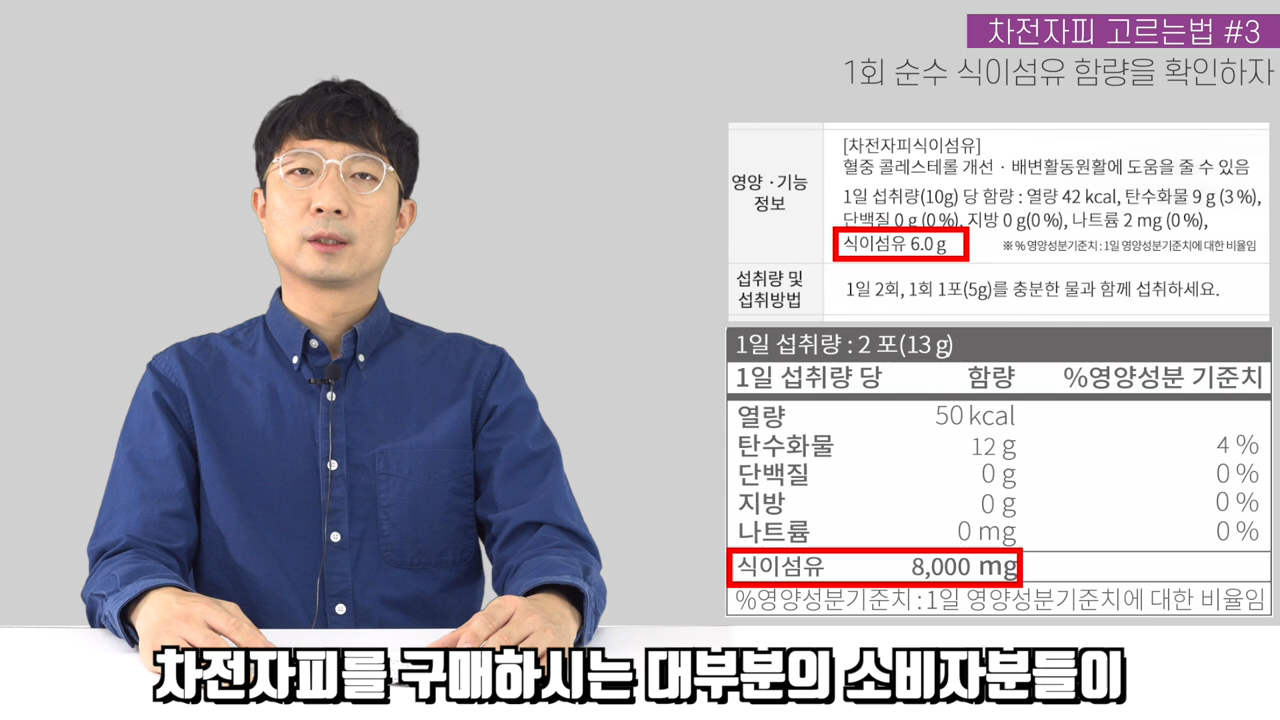 차전자피 고르는법 #3
1회 순수 식이섬유 함량을 확인하자
영양·기능
정보
[차전자피식이섬유]
혈중 콜레스테롤 개선 · 배변활동원활에 도움을 줄 수 있음
1일 섭취량(10g) 당 함량 : 열량 42 kcal, 탄수화물 9 g (3 %),
단백질 0 g (0 %), 지방 0 g(0 %), 나트륨 2 mg (0 %),
식이섬유 6.0 g ※ % 영양성분기준치 : 1일 영양성분기준치에 대한 비율임
섭취량 및
섭취방법
1일 2회, 1회 1포(5g)를 충분한 물과 함께 섭취하세요.
1일 섭취량 : 2 포(13 g)
1일 섭취량 당 함량 %영양성분 기준치
열량 50 kcal
탄수화물 12 g 4 %
단백질 0 g 0 %
지방 0 g 0 %
나트륨 0 mg 0 %
식이섬유 8,000 mg
%영양성분기준치 : 1일 영양성분기준치에 대한 비율임
차전자피를 구매하시는 대부분의 소비자분들이